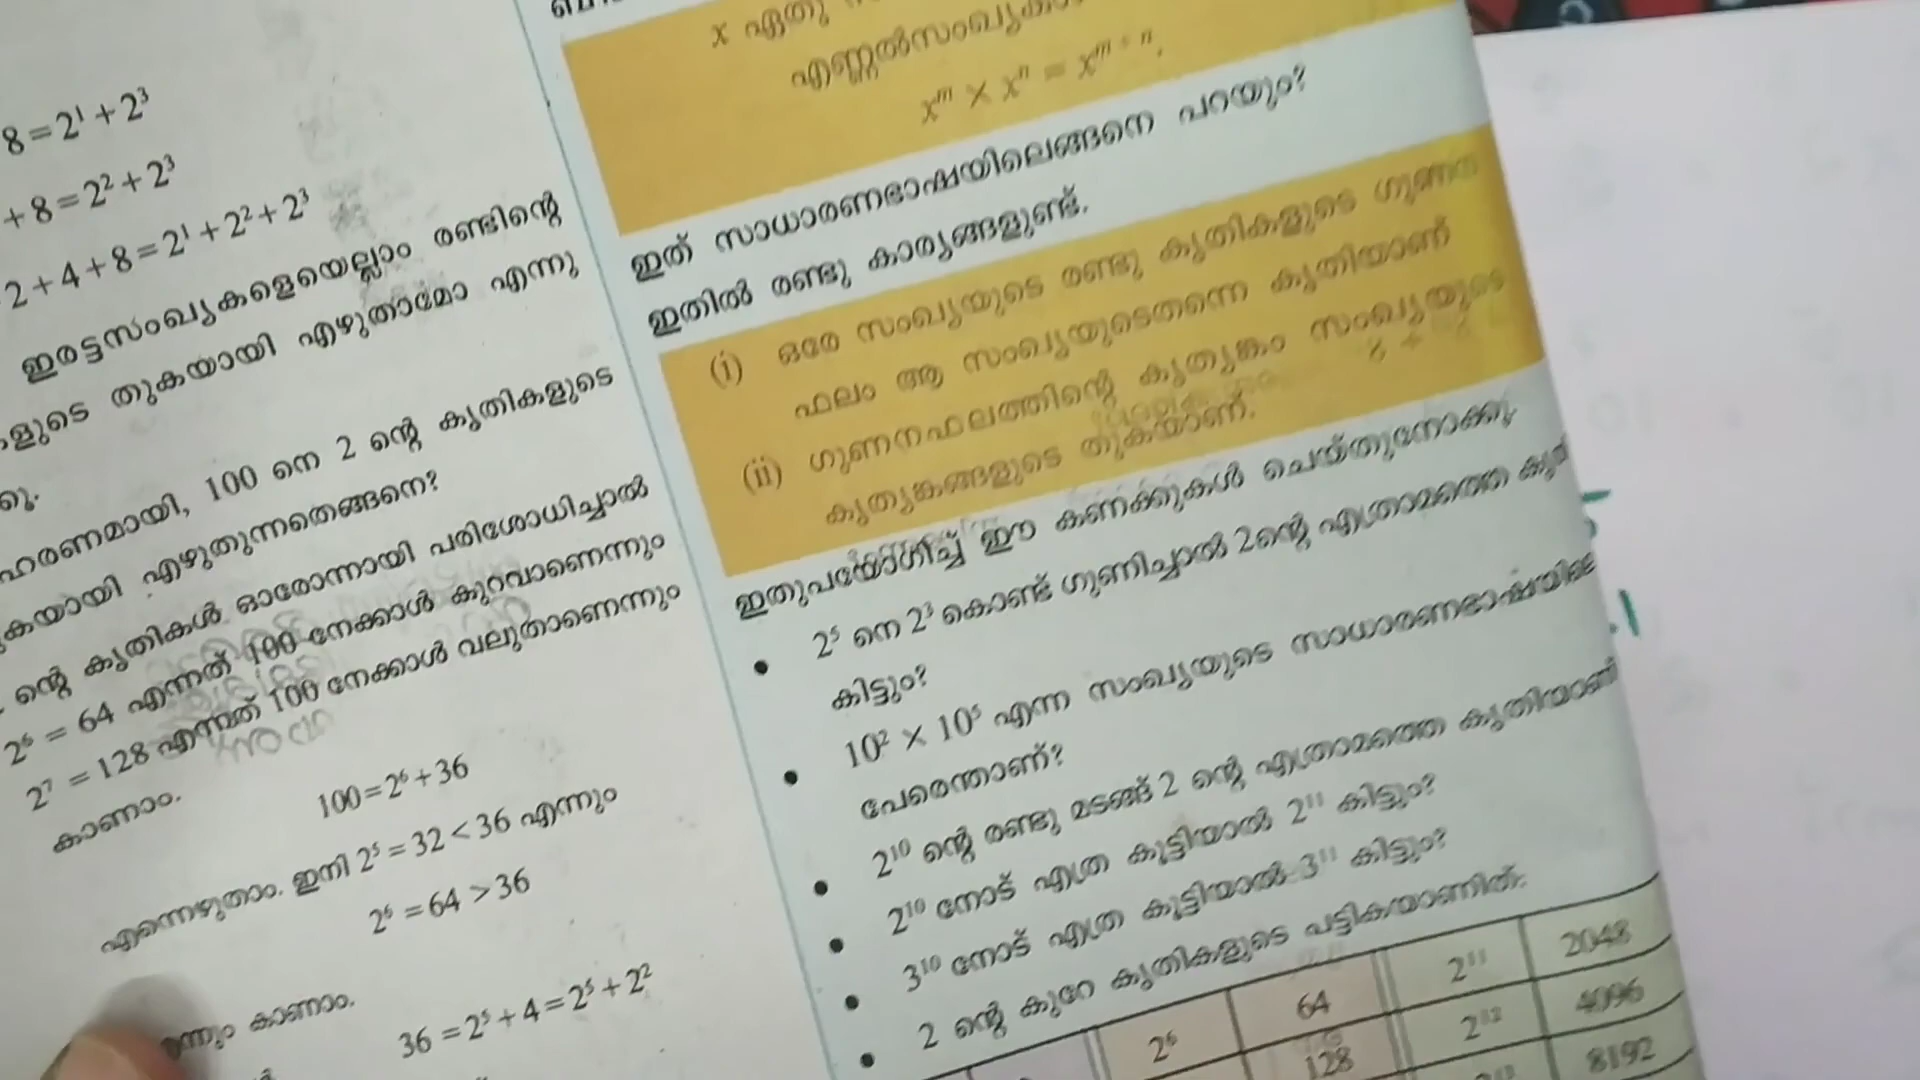 8 = 2¹ + 2³
+ 8 = 2² + 2³
2 + 4 + 8 = 2¹ + 2² + 2³
ഇരട്ടസംഖ്യകളെയെല്ലാം രണ്ടിന്റെ
തുകയായി എഴുതാമോ എന്നു
100 നെ 2 ന്റെ കൃതികളുടെ
എഴുതുന്നതെങ്ങനെ?
ന്റെ കൃതികൾ ഓരോന്നായി പരിശോധിച്ചാൽ
2⁶ = 64 എന്നത് 100 നേക്കാൾ കുറവാണെന്നും
2⁷ = 128 എന്നത് 100 നേക്കാൾ വലുതാണെന്നും
കാണാം.
100 = 2⁶ + 36
എന്നെഴുതാം. ഇനി 2⁵ = 32 < 36 എന്നും
2⁶ = 64 > 36
കാണാം.
36 = 2⁵ + 4 = 2⁵ + 2²
x ഏതു
എണ്ണൽസംഖ്യക
xᵐ × xⁿ = xᵐ⁺ⁿ.
ഇത് സാധാരണഭാഷയിലെങ്ങനെ പറയും?
ഇതിൽ രണ്ടു കാര്യങ്ങളുണ്ട്.
(i) ഒരേ സംഖ്യയുടെ രണ്ടു കൃതികളുടെ ഗുണന
ഫലം ആ സംഖ്യയുടെതന്നെ കൃതിയാണ്
(ii) ഗുണനഫലത്തിന്റെ കൃത്യങ്കം സംഖ്യയുടെ
കൃത്യങ്കങ്ങളുടെ തുകയാണ്.
ഇതുപയോഗിച്ച് ഈ കണക്കുകൾ ചെയ്തുനോക്കൂ
• 2⁵ നെ 2³ കൊണ്ട് ഗുണിച്ചാൽ 2ന്റെ എത്രാമത്തെ
കിട്ടും?
• 10² × 10⁵ എന്ന സംഖ്യയുടെ സാധാരണഭാഷയിലെ
പേരെന്താണ്?
• 2¹⁰ ന്റെ രണ്ടു മടങ്ങ് 2 ന്റെ എത്രാമത്തെ കൃതിയാണ്
• 2¹⁰ നോട് എത്ര കൂട്ടിയാൽ 2¹¹ കിട്ടും?
• 3¹⁰ നോട് എത്ര കൂട്ടിയാൽ 3¹¹ കിട്ടും?
• 2 ന്റെ കുറേ കൃതികളുടെ പട്ടികയാണിത്.
2⁶ 64 2¹¹ 2048
128 2¹² 4096
8192